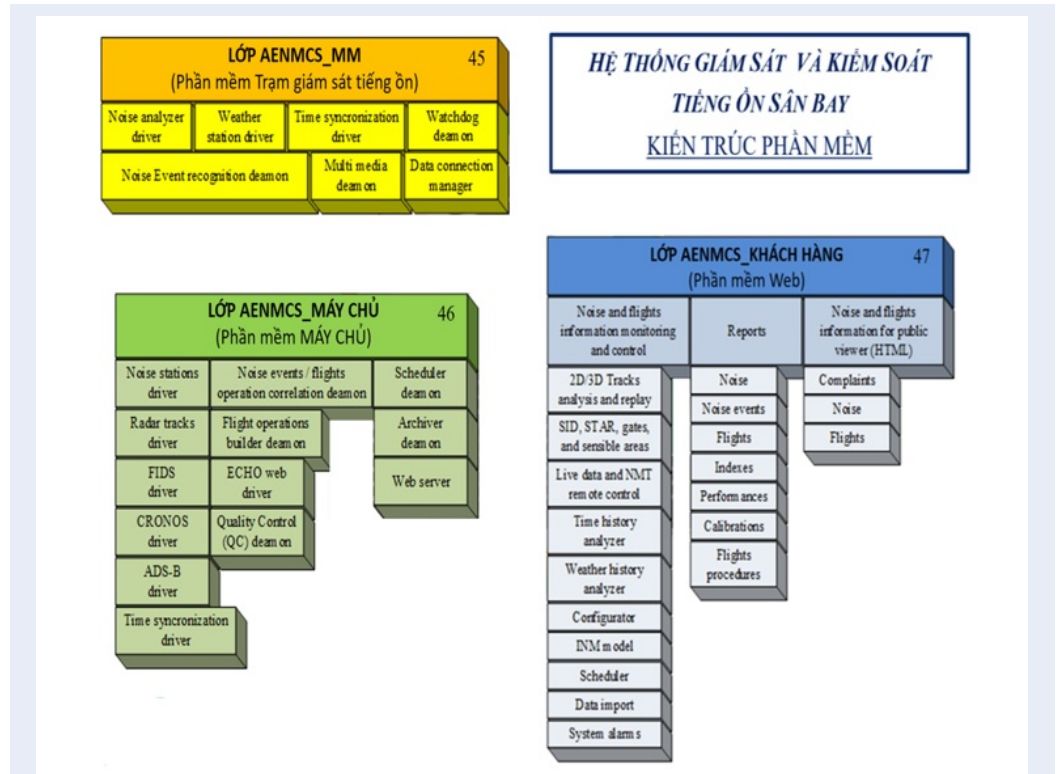 LỚP AENMCS_MM 45
(Phần mềm Trạm giám sát tiếng ồn)
Noise analyzer
driver
Weather
station driver
Time syncronization
driver
Watchdog
deamon
Noise Event recognition deamon
Multi media
deamon
Data connection
manager
HỆ THỐNG GIÁM SÁT VÀ KIỂM SOÁT
TIẾNG ỒN SÂN BAY
KIẾN TRÚC PHẦN MỀM
LỚP AENMCS_MÁY CHỦ 46
(Phần mềm MÁY CHỦ)
Noise stations
driver
Radar tracks
driver
FIDS
driver
CRONOS
driver
ADS-B
driver
Time syncronization
driver
Noise events / flights
operation correlation deamon
Flight operations
builder deamon
ECHO web
driver
Quality Control
(QC) deamon
Scheduler
deamon
Archiver
deamon
Web server
LỚP AENMCS_KHÁCH HÀNG 47
(Phần mềm Web)
Noise and flights
information monitoring
and control
2D/3D Tracks
analysis and replay
SID, STAR, gates,
and sensible areas
Live data and NMT
remote control
Time history
analyzer
Weather history
analyzer
Configurator
INM model
Scheduler
Data import
System alarms
Reports
Noise
Noise events
Flights
Indexes
Performances
Calibrations
Flights
procedures
Noise and flights
information for public
viewer (HTML)
Complaints
Noise
Flights